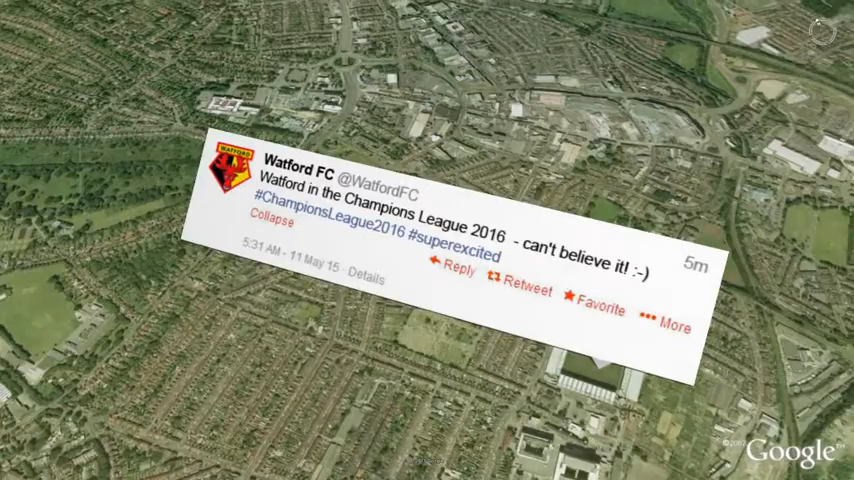 WATFORD
Watford FC @WatfordFC
5m
Watford in the Champions League 2016 - can't believe it! :-)
#ChampionsLeague2016 #superexcited
Collapse
Reply Retweet Favorite More
5:31 AM - 11 May 15 · Details
Google